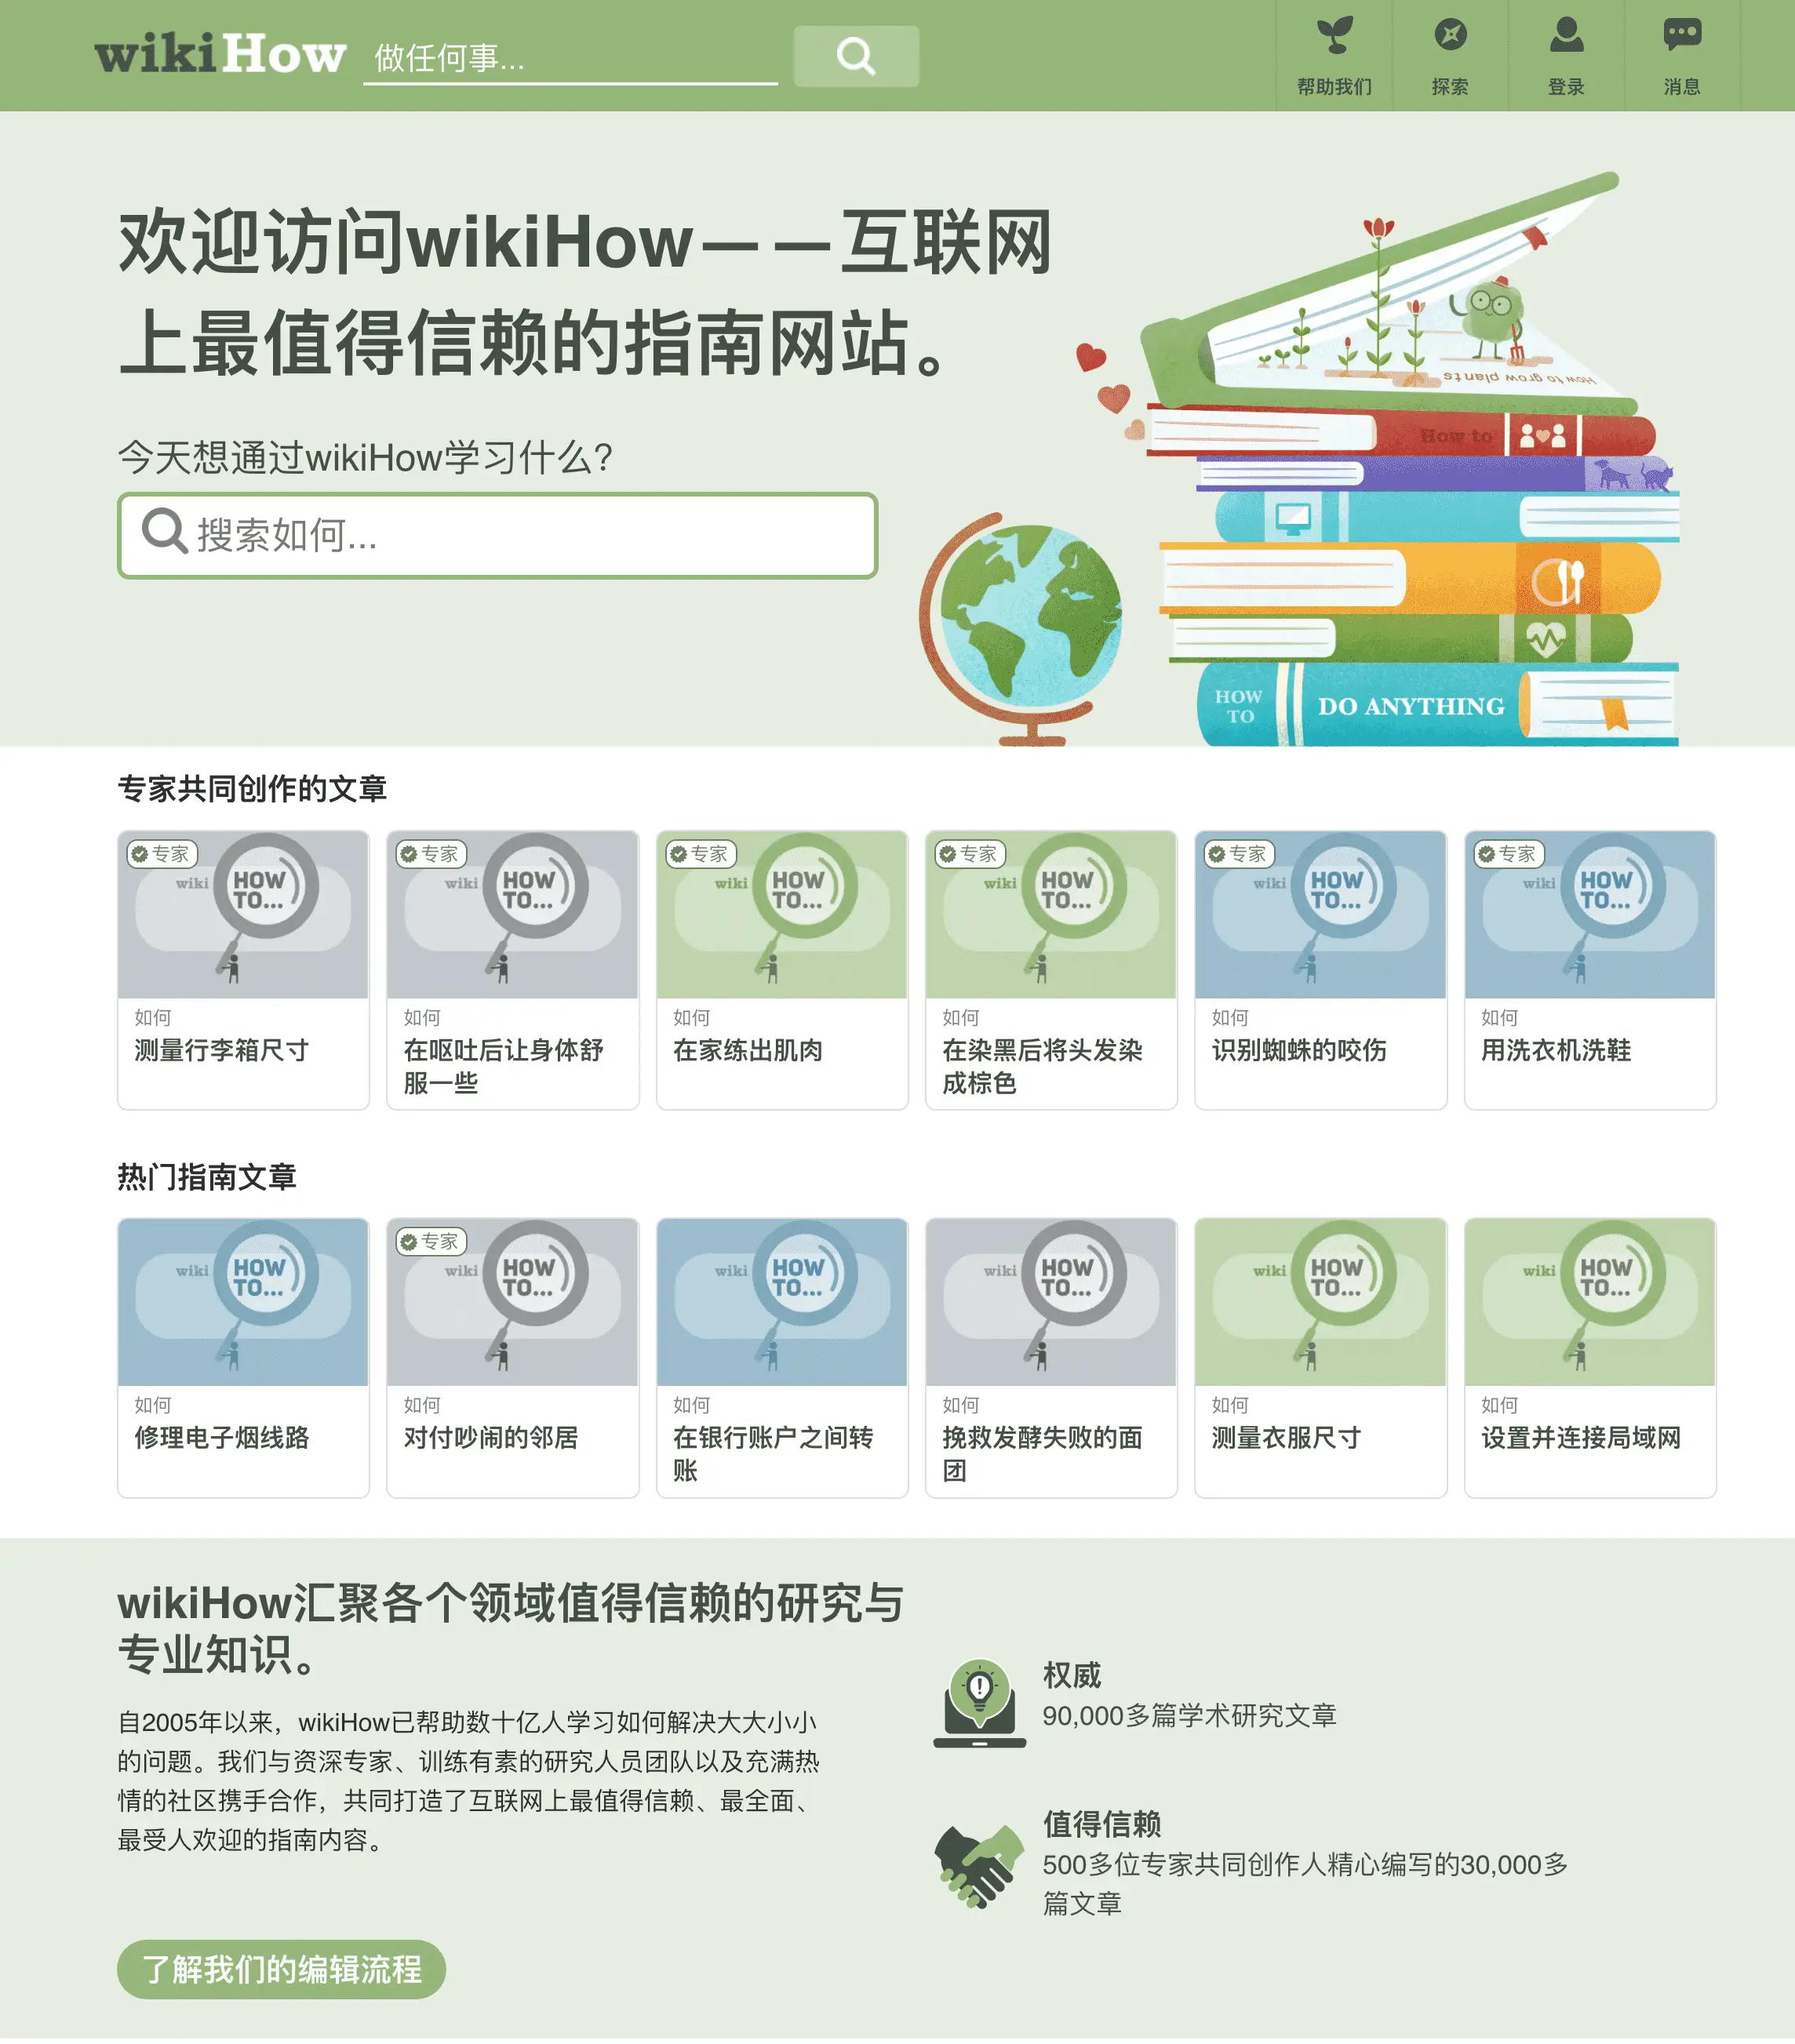 wikiHow
做任何事...
帮助我们
探索
登录
消息
欢迎访问wikiHow——互联网
上最值得信赖的指南网站。
今天想通过wikiHow学习什么?
搜索如何...
How to grow plants
How to
HOW
TO
DO ANYTHING
专家共同创作的文章
专家
wiki
HOW
TO...
如何
测量行李箱尺寸
专家
wiki
HOW
TO...
如何
在呕吐后让身体舒
服一些
专家
wiki
HOW
TO...
如何
在家练出肌肉
专家
wiki
HOW
TO...
如何
在染黑后将头发染
成棕色
专家
wiki
HOW
TO...
如何
识别蜘蛛的咬伤
专家
wiki
HOW
TO...
如何
用洗衣机洗鞋
热门指南文章
wiki
HOW
TO...
如何
修理电子烟线路
专家
wiki
HOW
TO...
如何
对付吵闹的邻居
wiki
HOW
TO...
如何
在银行账户之间转
账
wiki
HOW
TO...
如何
挽救发酵失败的面
团
wiki
HOW
TO...
如何
测量衣服尺寸
wiki
HOW
TO...
如何
设置并连接局域网
wikiHow汇聚各个领域值得信赖的研究与
专业知识。
自2005年以来，wikiHow已帮助数十亿人学习如何解决大大小小
的问题。我们与资深专家、训练有素的研究人员团队以及充满热
情的社区携手合作，共同打造了互联网上最值得信赖、最全面、
最受人欢迎的指南内容。
了解我们的编辑流程
权威
90,000多篇学术研究文章
值得信赖
500多位专家共同创作人精心编写的30,000多
篇文章